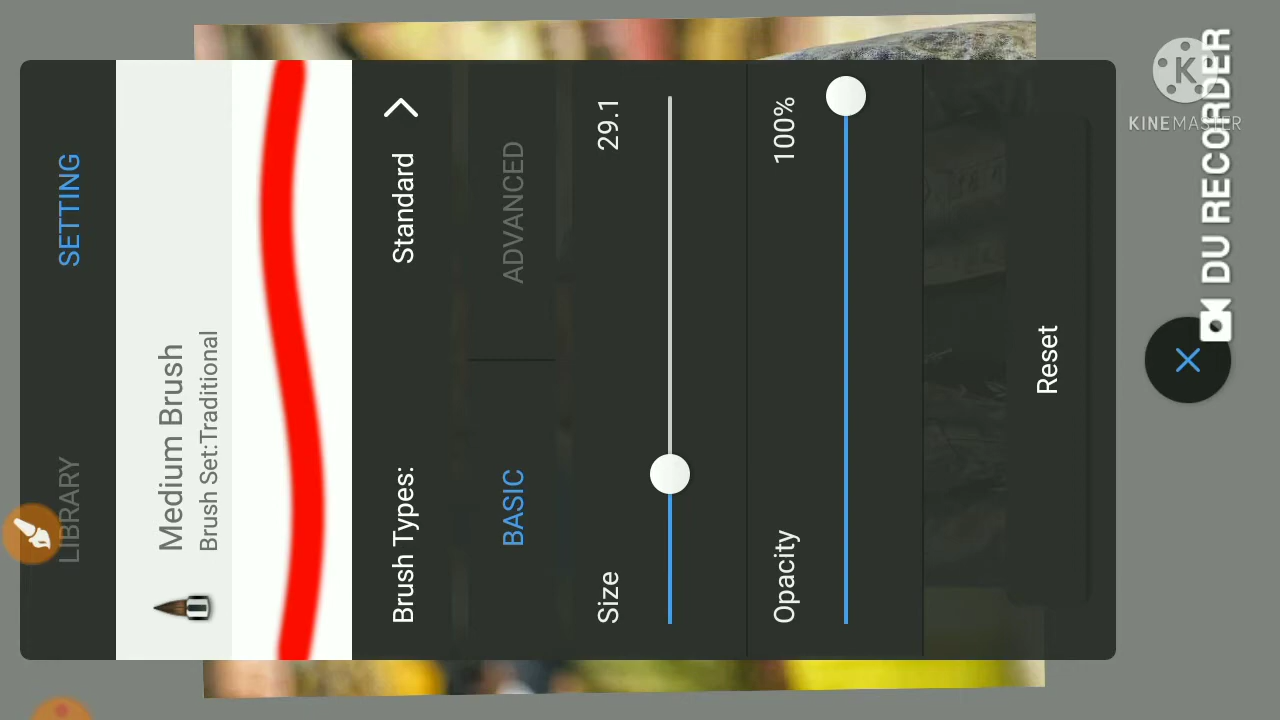 LIBRARY SETTING
Medium Brush
Brush Set:Traditional
Brush Types: Standard
BASIC ADVANCED
Size 29.1
Opacity 100%
Reset
K
KINEMASTER
DU RECORDER